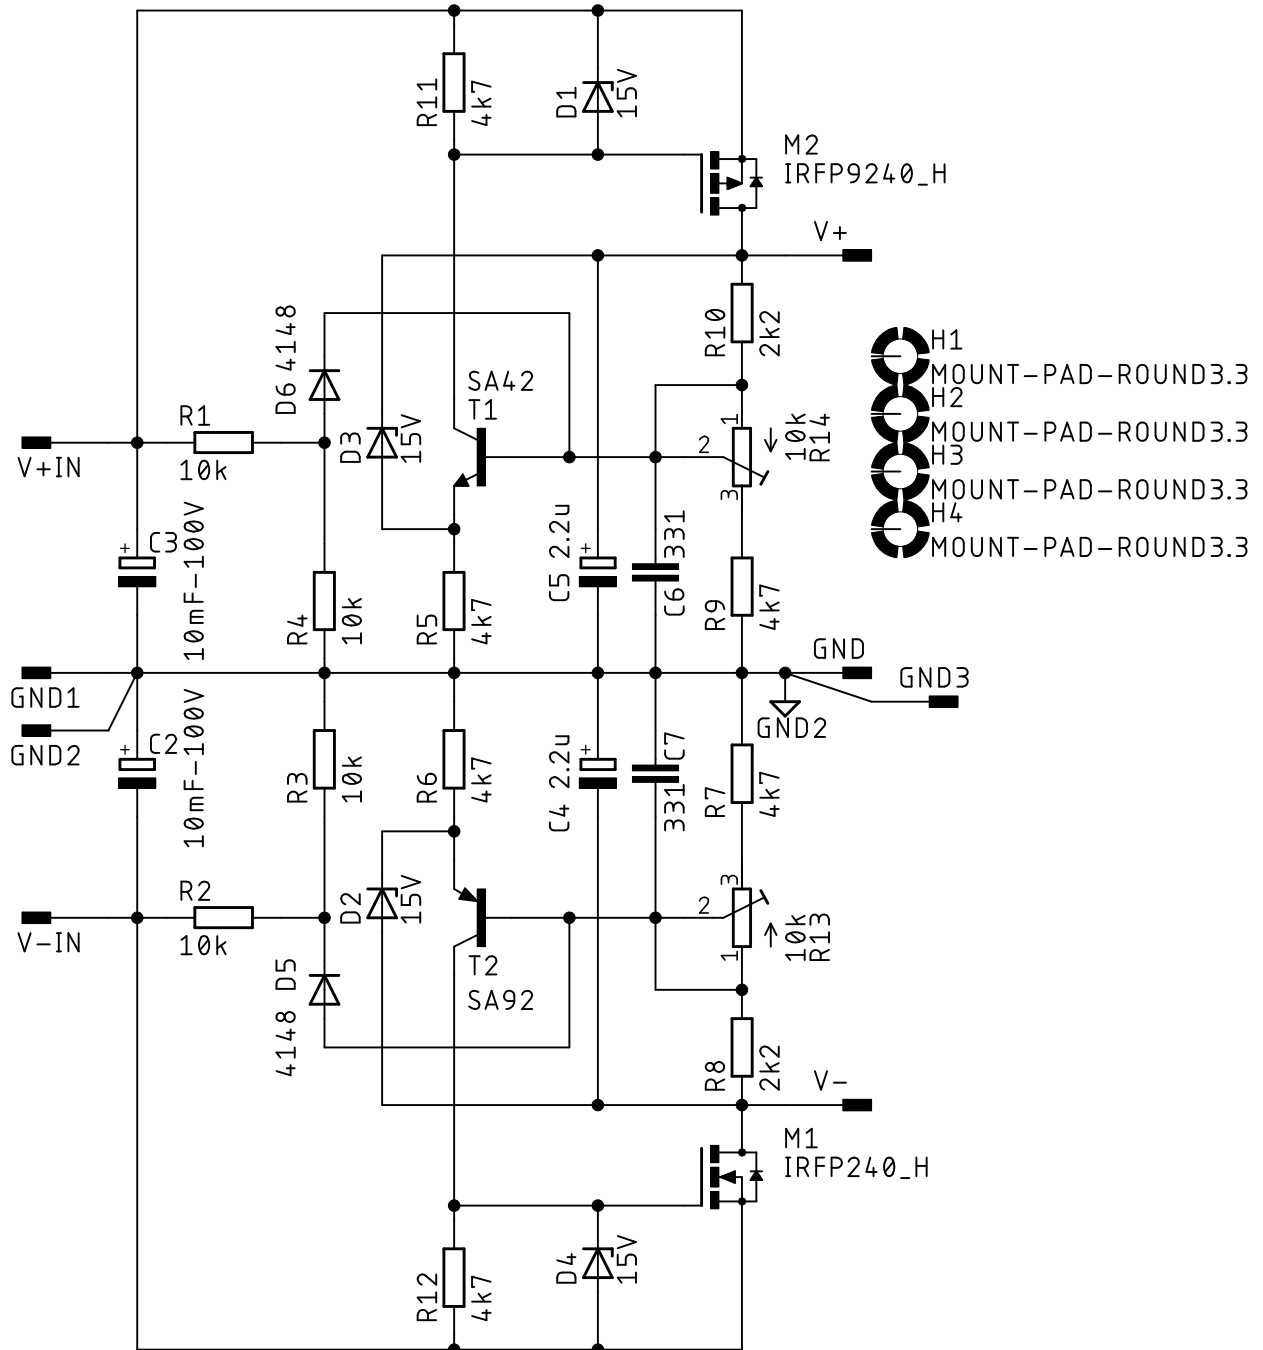 R11
4k7
D1
15V
M2
IRFP9240_H
V+
D6 4148
R10
2k2
H1
MOUNT-PAD-ROUND3.3
H2
MOUNT-PAD-ROUND3.3
H3
MOUNT-PAD-ROUND3.3
H4
MOUNT-PAD-ROUND3.3
SA42
T1
R1
10k
V+IN
D3
15V
1
2
3
10k
R14
+
C3
10mF-100V
R4
10k
R5
4k7
+
C5 2.2u
331
C6
R9
4k7
GND1
GND2
GND
GND3
GND2
+
C2
10mF-100V
R3
10k
R6
4k7
+
C4 2.2u
C7
331
R7
4k7
R2
10k
V-IN
D2
15V
3
2
1
10k
R13
T2
SA92
4148 D5
R8
2k2
V-
M1
IRFP240_H
R12
4k7
D4
15V